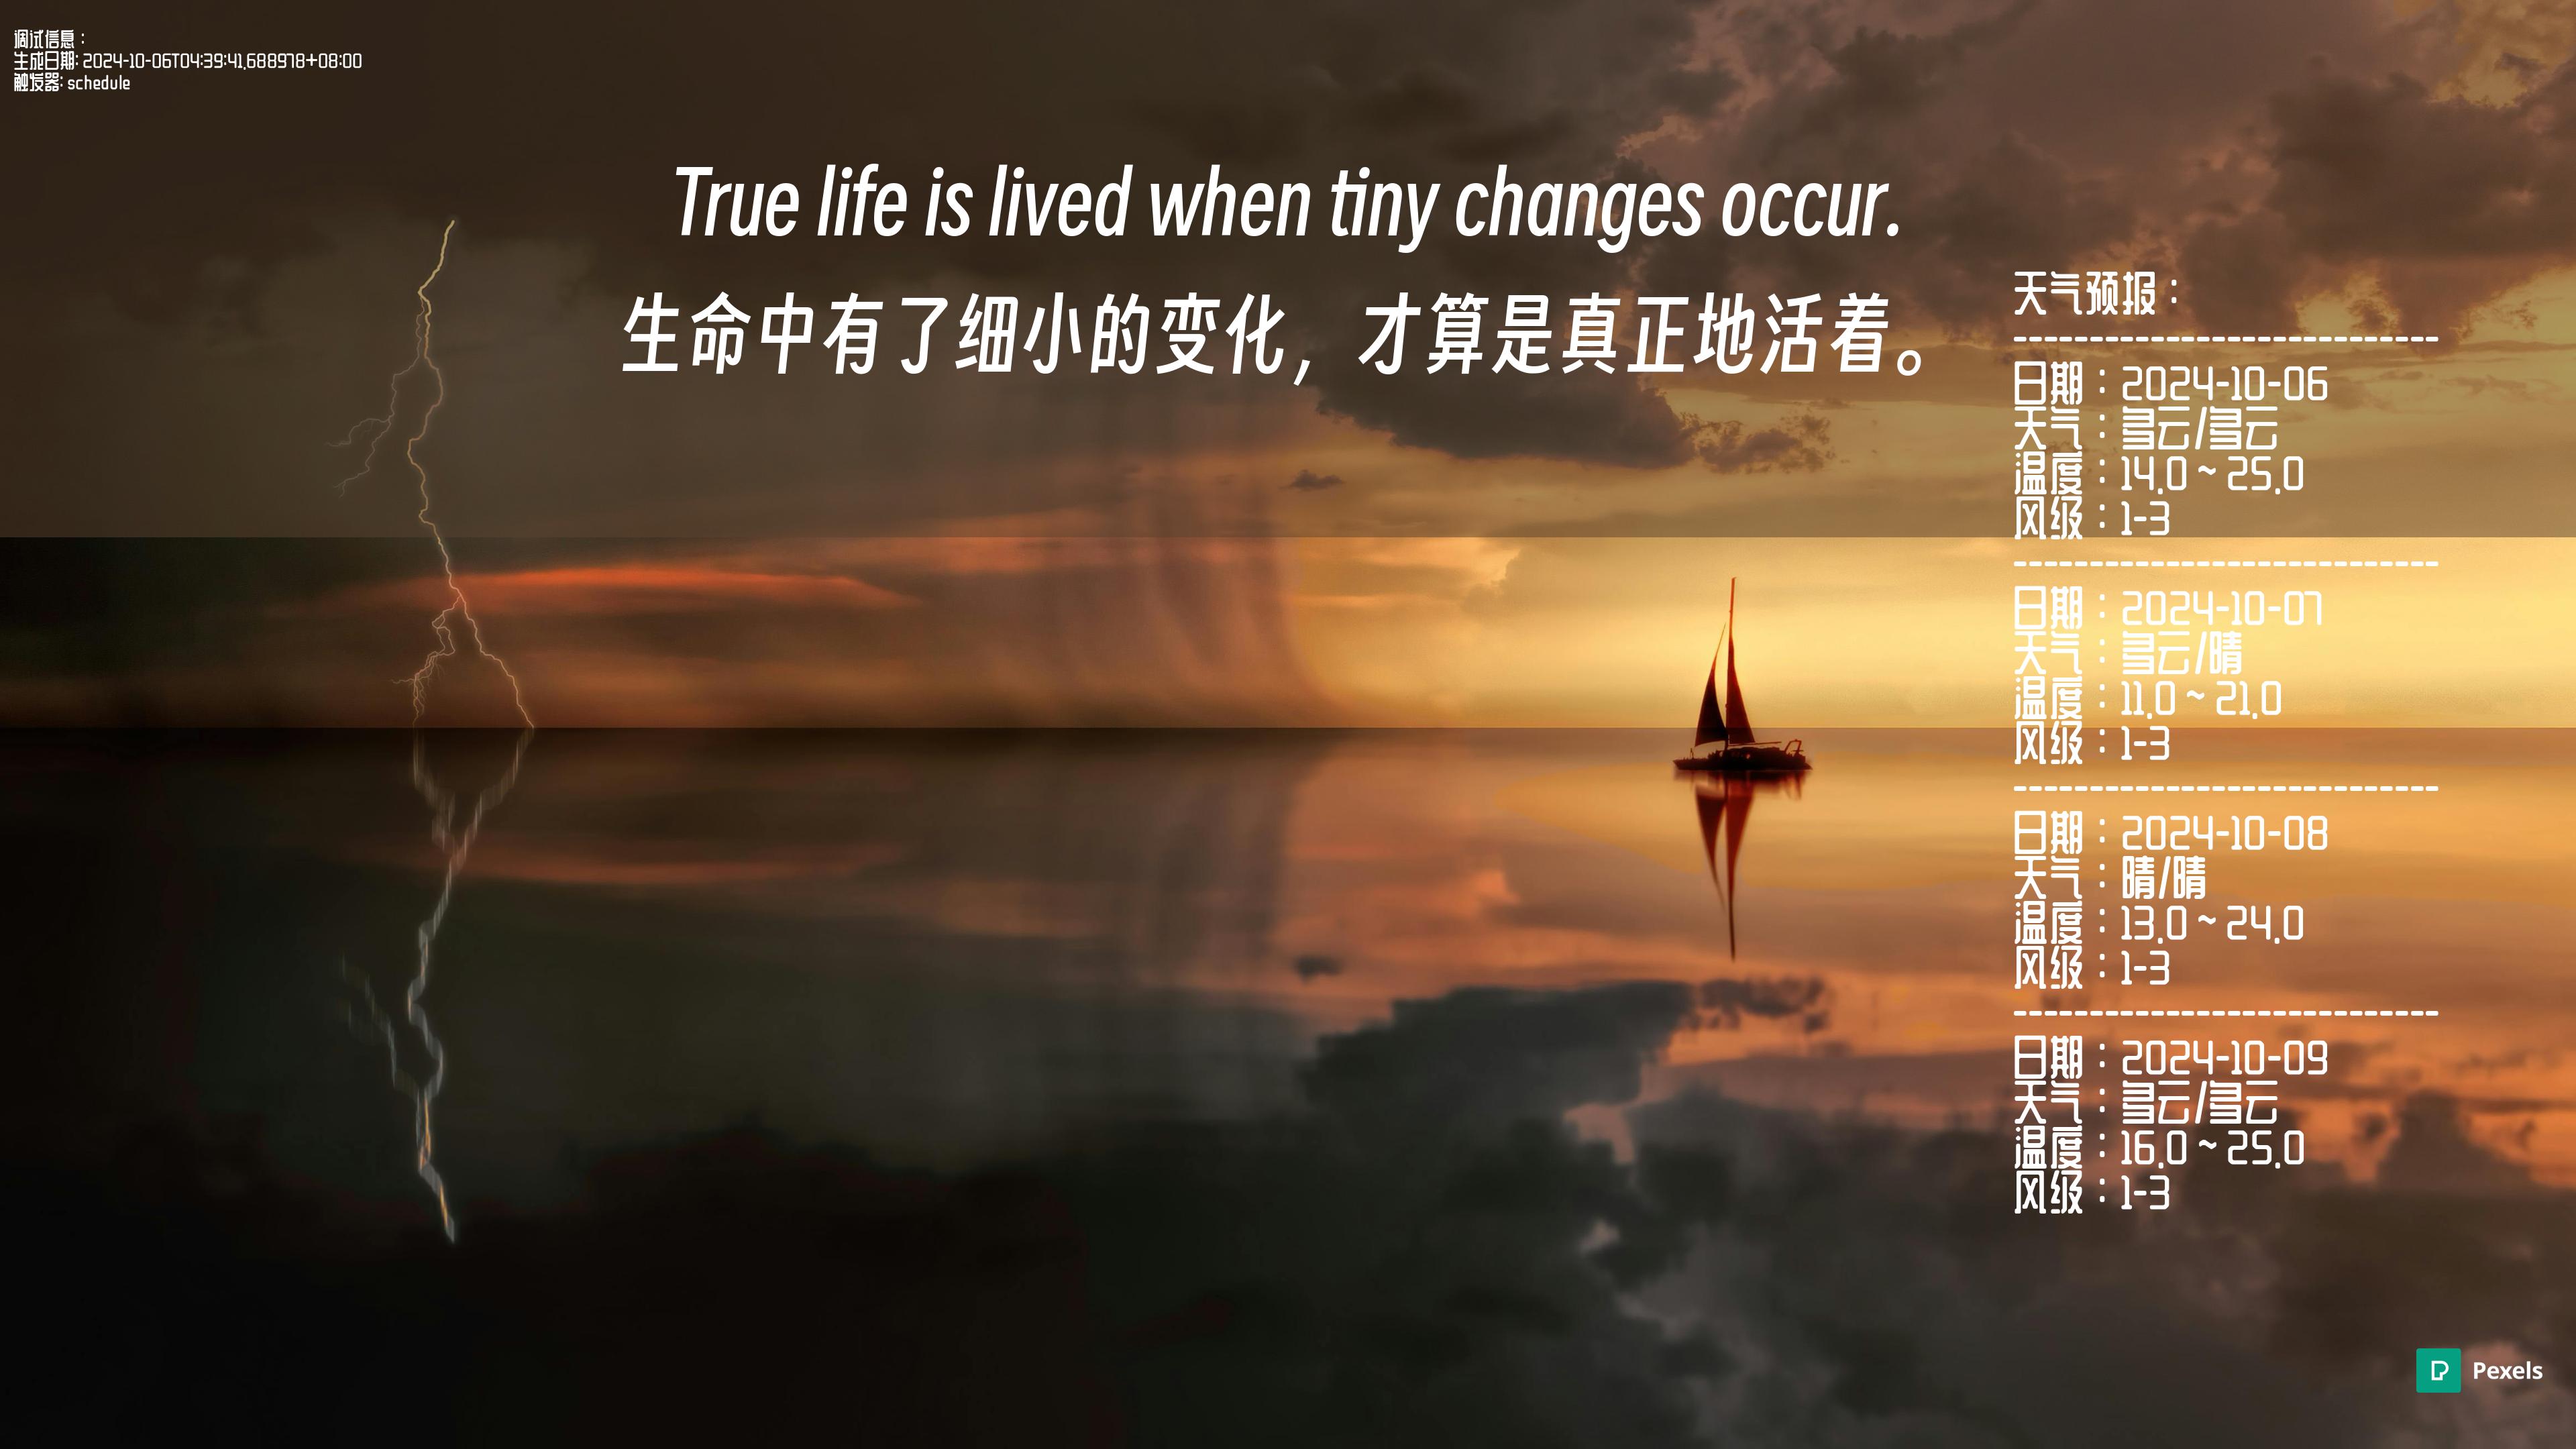 调试信息：
生成日期: 2024-10-06T04:39:41.688978+08:00
触发器: schedule
True life is lived when tiny changes occur.
生命中有了细小的变化，才算是真正地活着。
天气预报：
----------------------------
日期：2024-10-06
天气：多云/多云
温度：14.0 ~ 25.0
风级：1-3
----------------------------
日期：2024-10-07
天气：多云/晴
温度：11.0 ~ 21.0
风级：1-3
----------------------------
日期：2024-10-08
天气：晴/晴
温度：13.0 ~ 24.0
风级：1-3
----------------------------
日期：2024-10-09
天气：多云/多云
温度：16.0 ~ 25.0
风级：1-3
Pexels